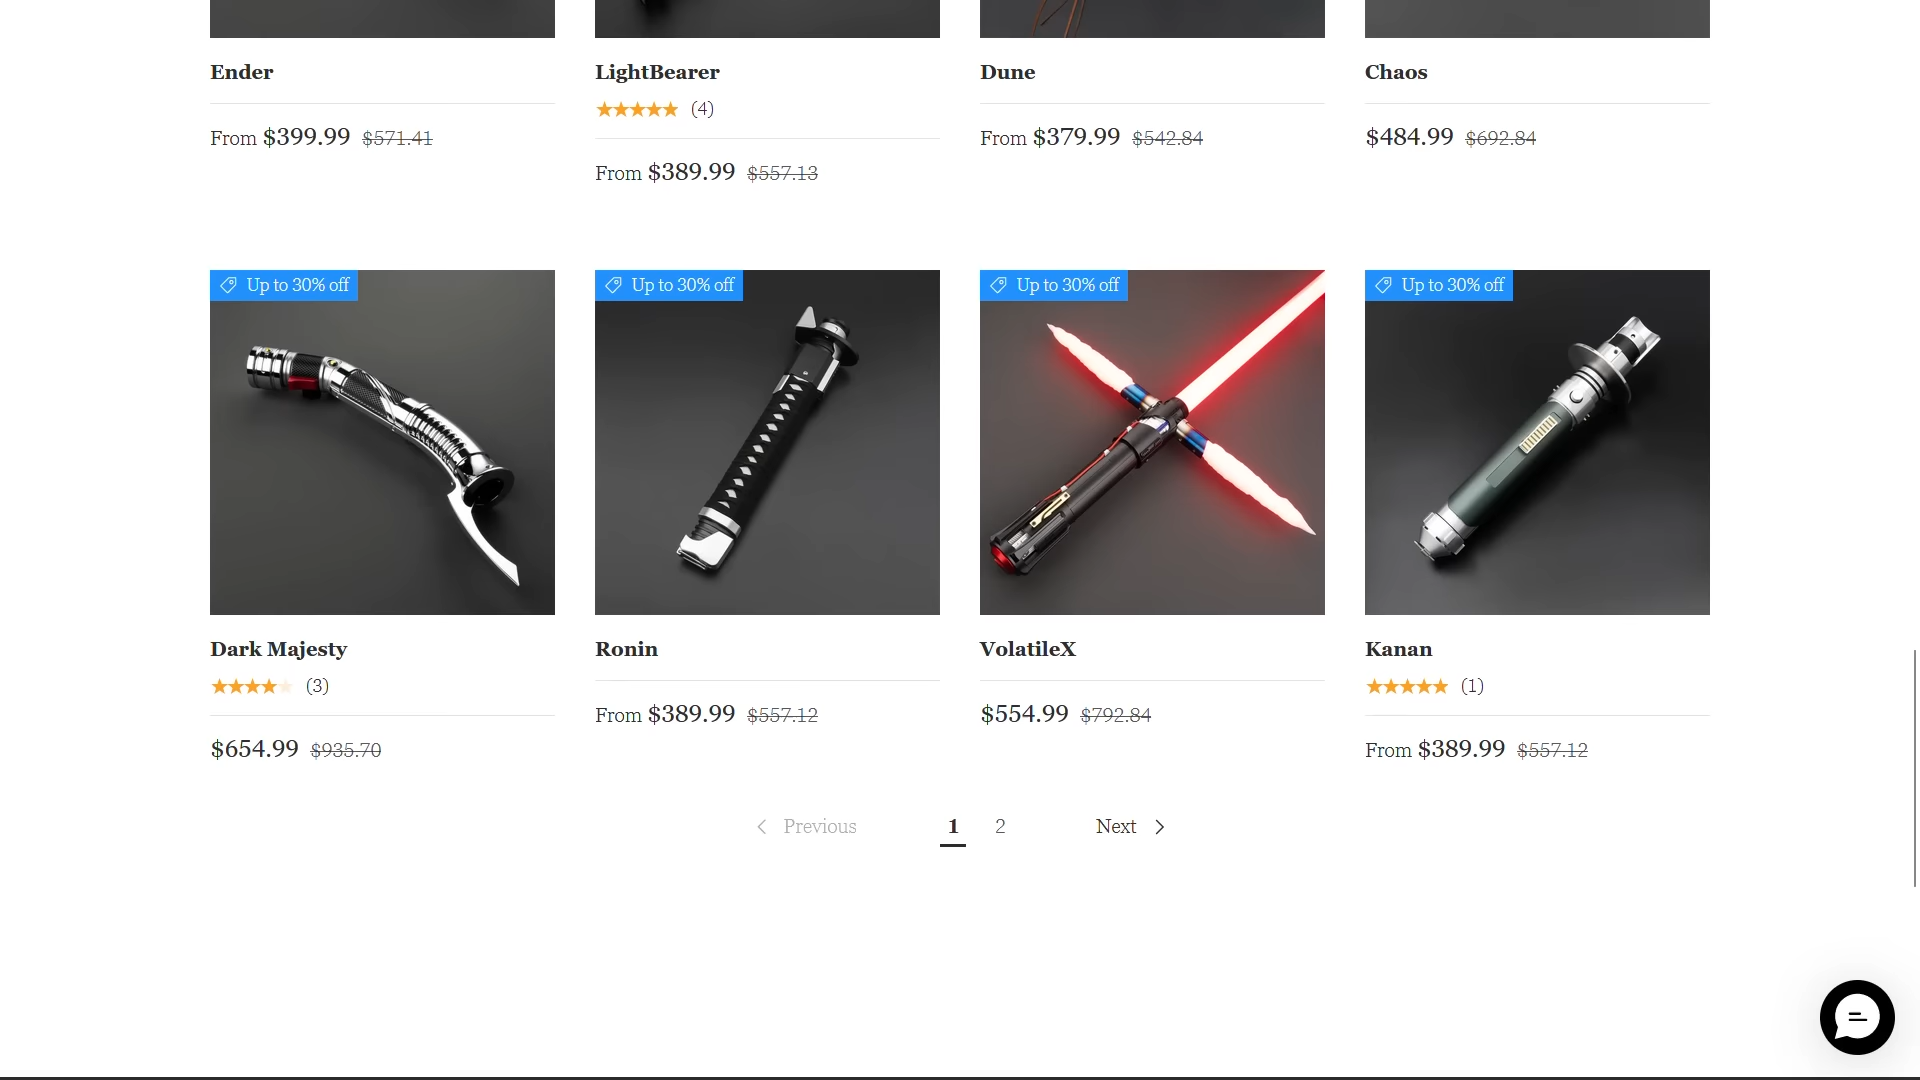 Ender
LightBearer
Dune
Chaos
(4)
From $399.99 $571.41
From $379.99 $542.84
$484.99 $692.84
From $389.99 $557.13
Up to 30% off
Up to 30% off
Up to 30% off
Up to 30% off
Dark Majesty
Ronin
VolatileX
Kanan
(3)
(1)
From $389.99 $557.12
$554.99 $792.84
$654.99 $935.70
From $389.99 $557.12
Previous 1 2 Next